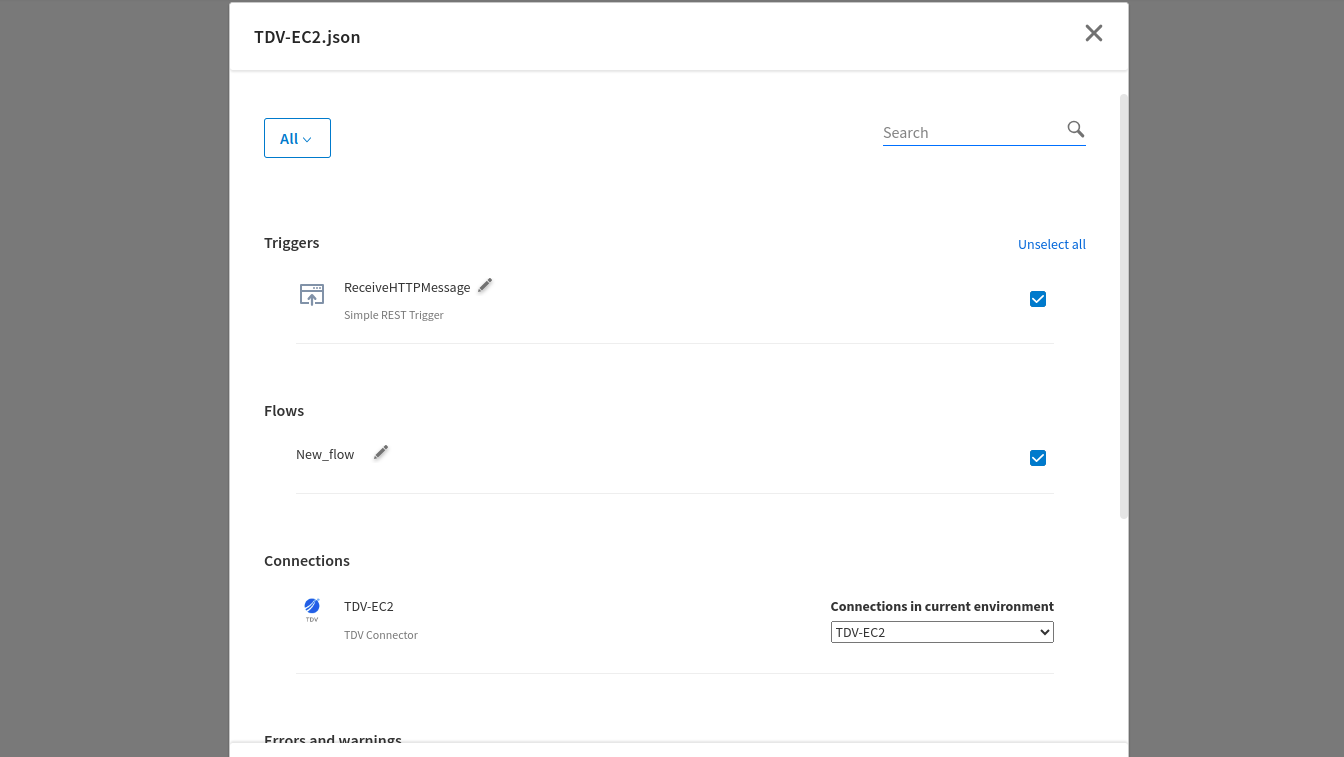 TDV-EC2.json
All
Search
Triggers
Unselect all
ReceiveHTTPMessage
Simple REST Trigger
Flows
New_flow
Connections
TDV-EC2
Connections in current environment
TDV
TDV Connector
TDV-EC2
Errors and warnings